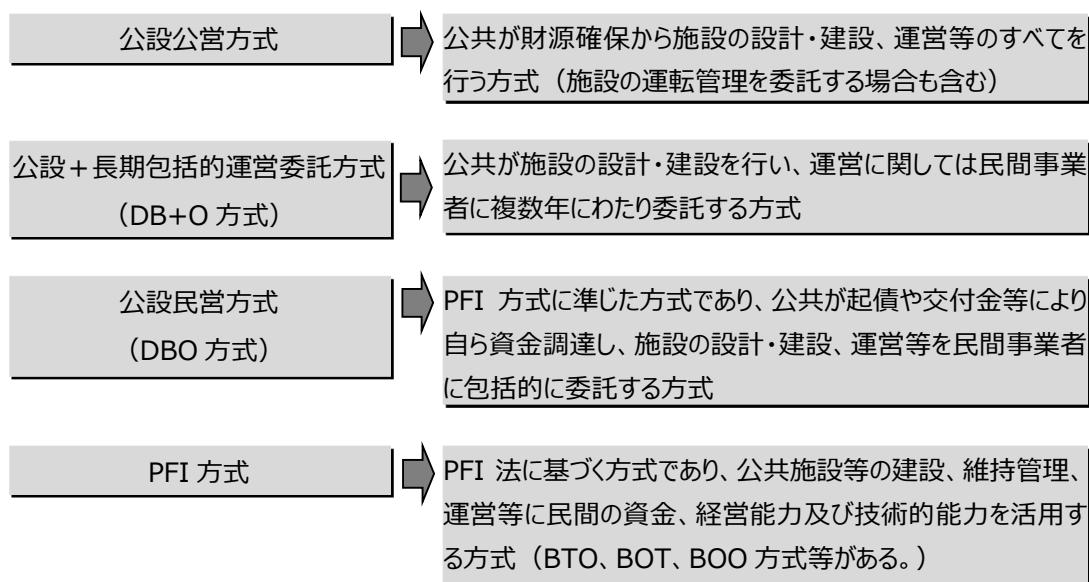 公設公営方式
公共が財源確保から施設の設計・建設、運営等のすべてを
行う方式（施設の運転管理を委託する場合も含む）
公設＋長期包括的運営委託方式
（DB+O 方式）
公共が施設の設計・建設を行い、運営に関しては民間事業
者に複数年にわたり委託する方式
公設民営方式
（DBO 方式）
PFI 方式に準じた方式であり、公共が起債や交付金等により
自ら資金調達し、施設の設計・建設、運営等を民間事業者
に包括的に委託する方式
PFI 方式
PFI 法に基づく方式であり、公共施設等の建設、維持管理、
運営等に民間の資金、経営能力及び技術的能力を活用す
る方式（BTO、BOT、BOO 方式等がある。）